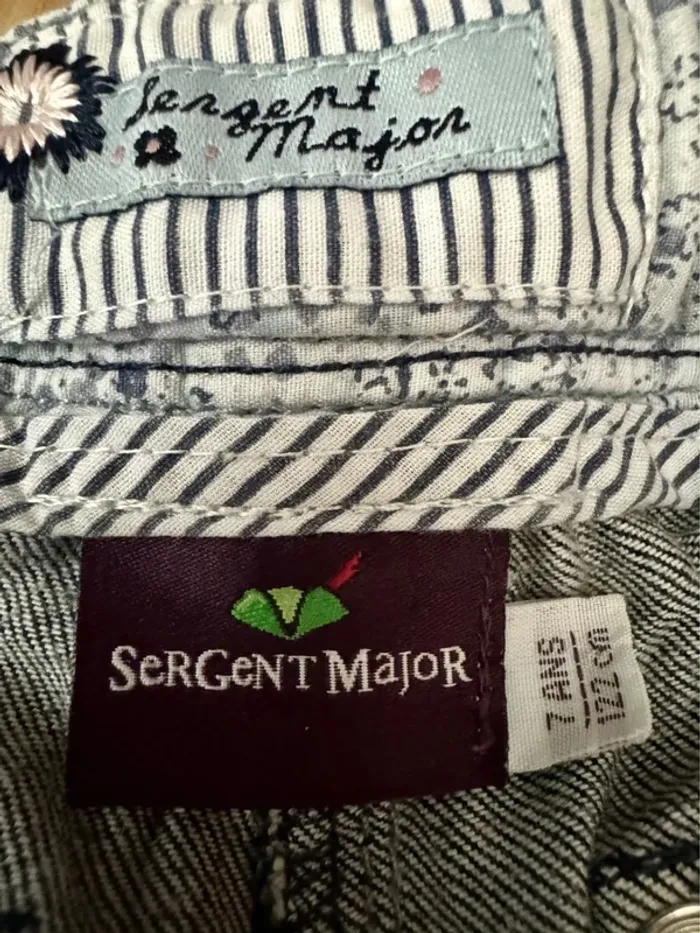 Sergent
Major
SeRGeNT MajoR
7 ANS
122 cm